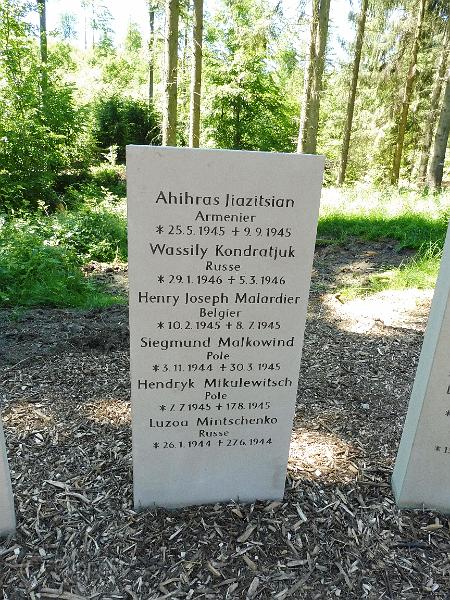 Ahihras Jiazitsian
Armenier
* 25.5.1945 + 9.9.1945
Wassily Kondratjuk
Russe
* 29.1.1946 + 5.3.1946
Henry Joseph Malardier
Belgier
* 10.2.1945 + 8.7.1945
Siegmund Malkowind
Pole
* 3.11.1944 + 30.3.1945
Hendryk Mikulewitsch
Pole
* 7.7.1945 + 17.8.1945
Luzoa Mintschenko
Russe
* 26.1.1944 + 27.6.1944